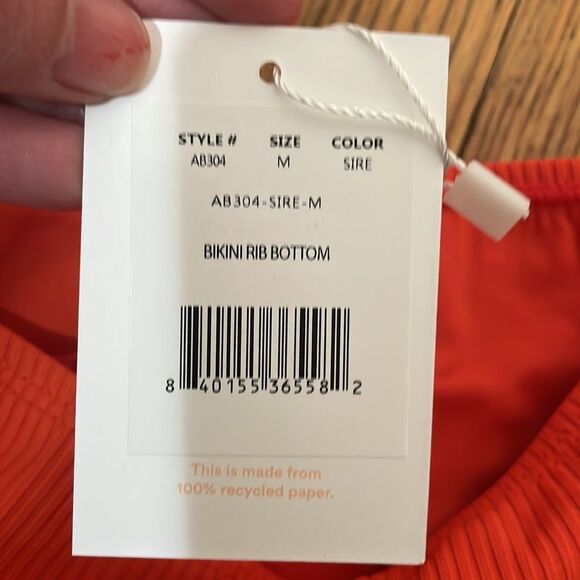 STYLE # SIZE COLOR
AB304 M SIRE
AB304-SIRE-M
BIKINI RIB BOTTOM
8 40155 36558 2
This is made from
100% recycled paper.